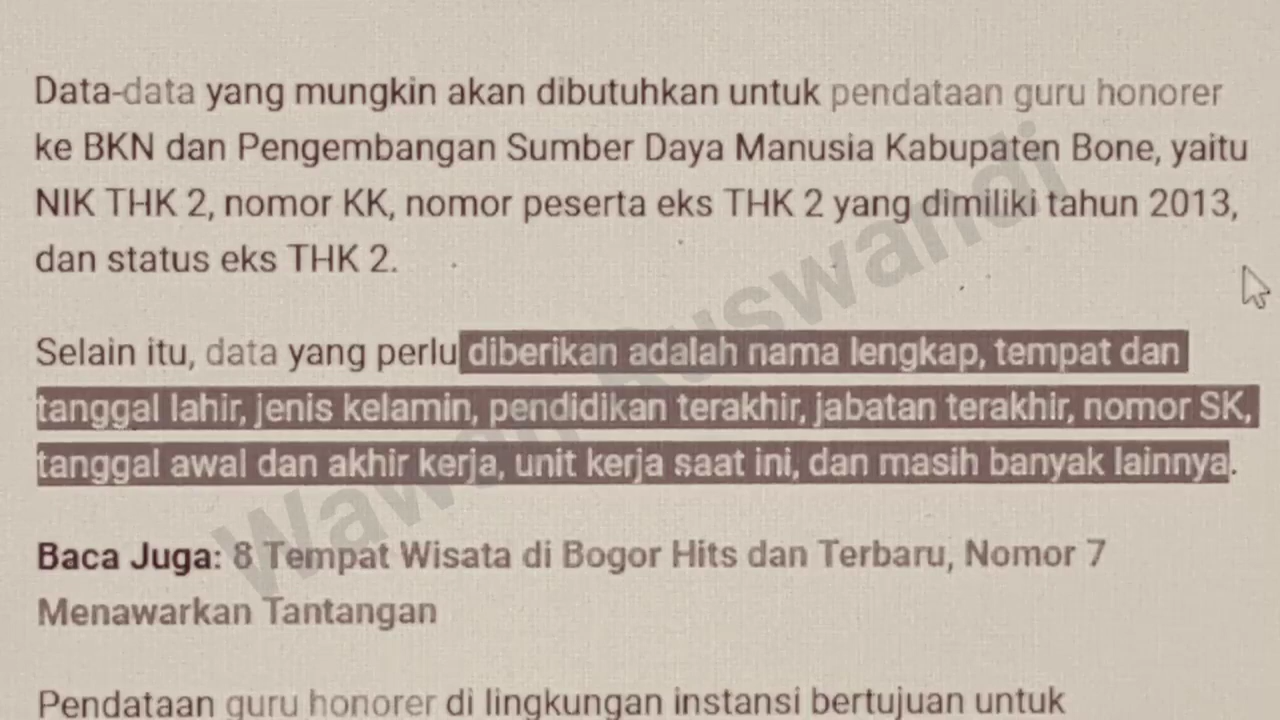 Data-data yang mungkin akan dibutuhkan untuk pendataan guru honorer
ke BKN dan Pengembangan Sumber Daya Manusia Kabupaten Bone, yaitu
NIK THK 2, nomor KK, nomor peserta eks THK 2 yang dimiliki tahun 2013,
dan status eks THK 2.
Selain itu, data yang perlu diberikan adalah nama lengkap, tempat dan
tanggal lahir, jenis kelamin, pendidikan terakhir, jabatan terakhir, nomor SK,
tanggal awal dan akhir kerja, unit kerja saat ini, dan masih banyak lainnya.
Baca Juga: 8 Tempat Wisata di Bogor Hits dan Terbaru, Nomor 7
Menawarkan Tantangan
Pendataan guru honorer di lingkungan instansi bertujuan untuk
Wawan Ruswandi